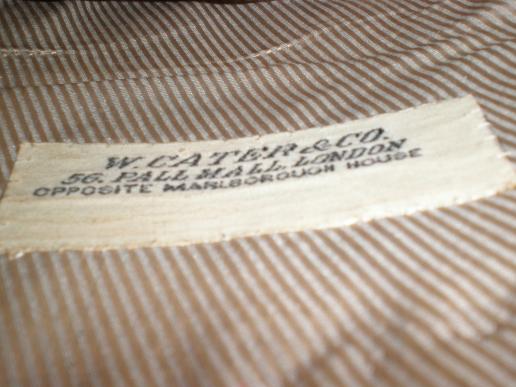 W. CATER & CO.
56, PALL MALL, LONDON
OPPOSITE MARLBOROUGH HOUSE